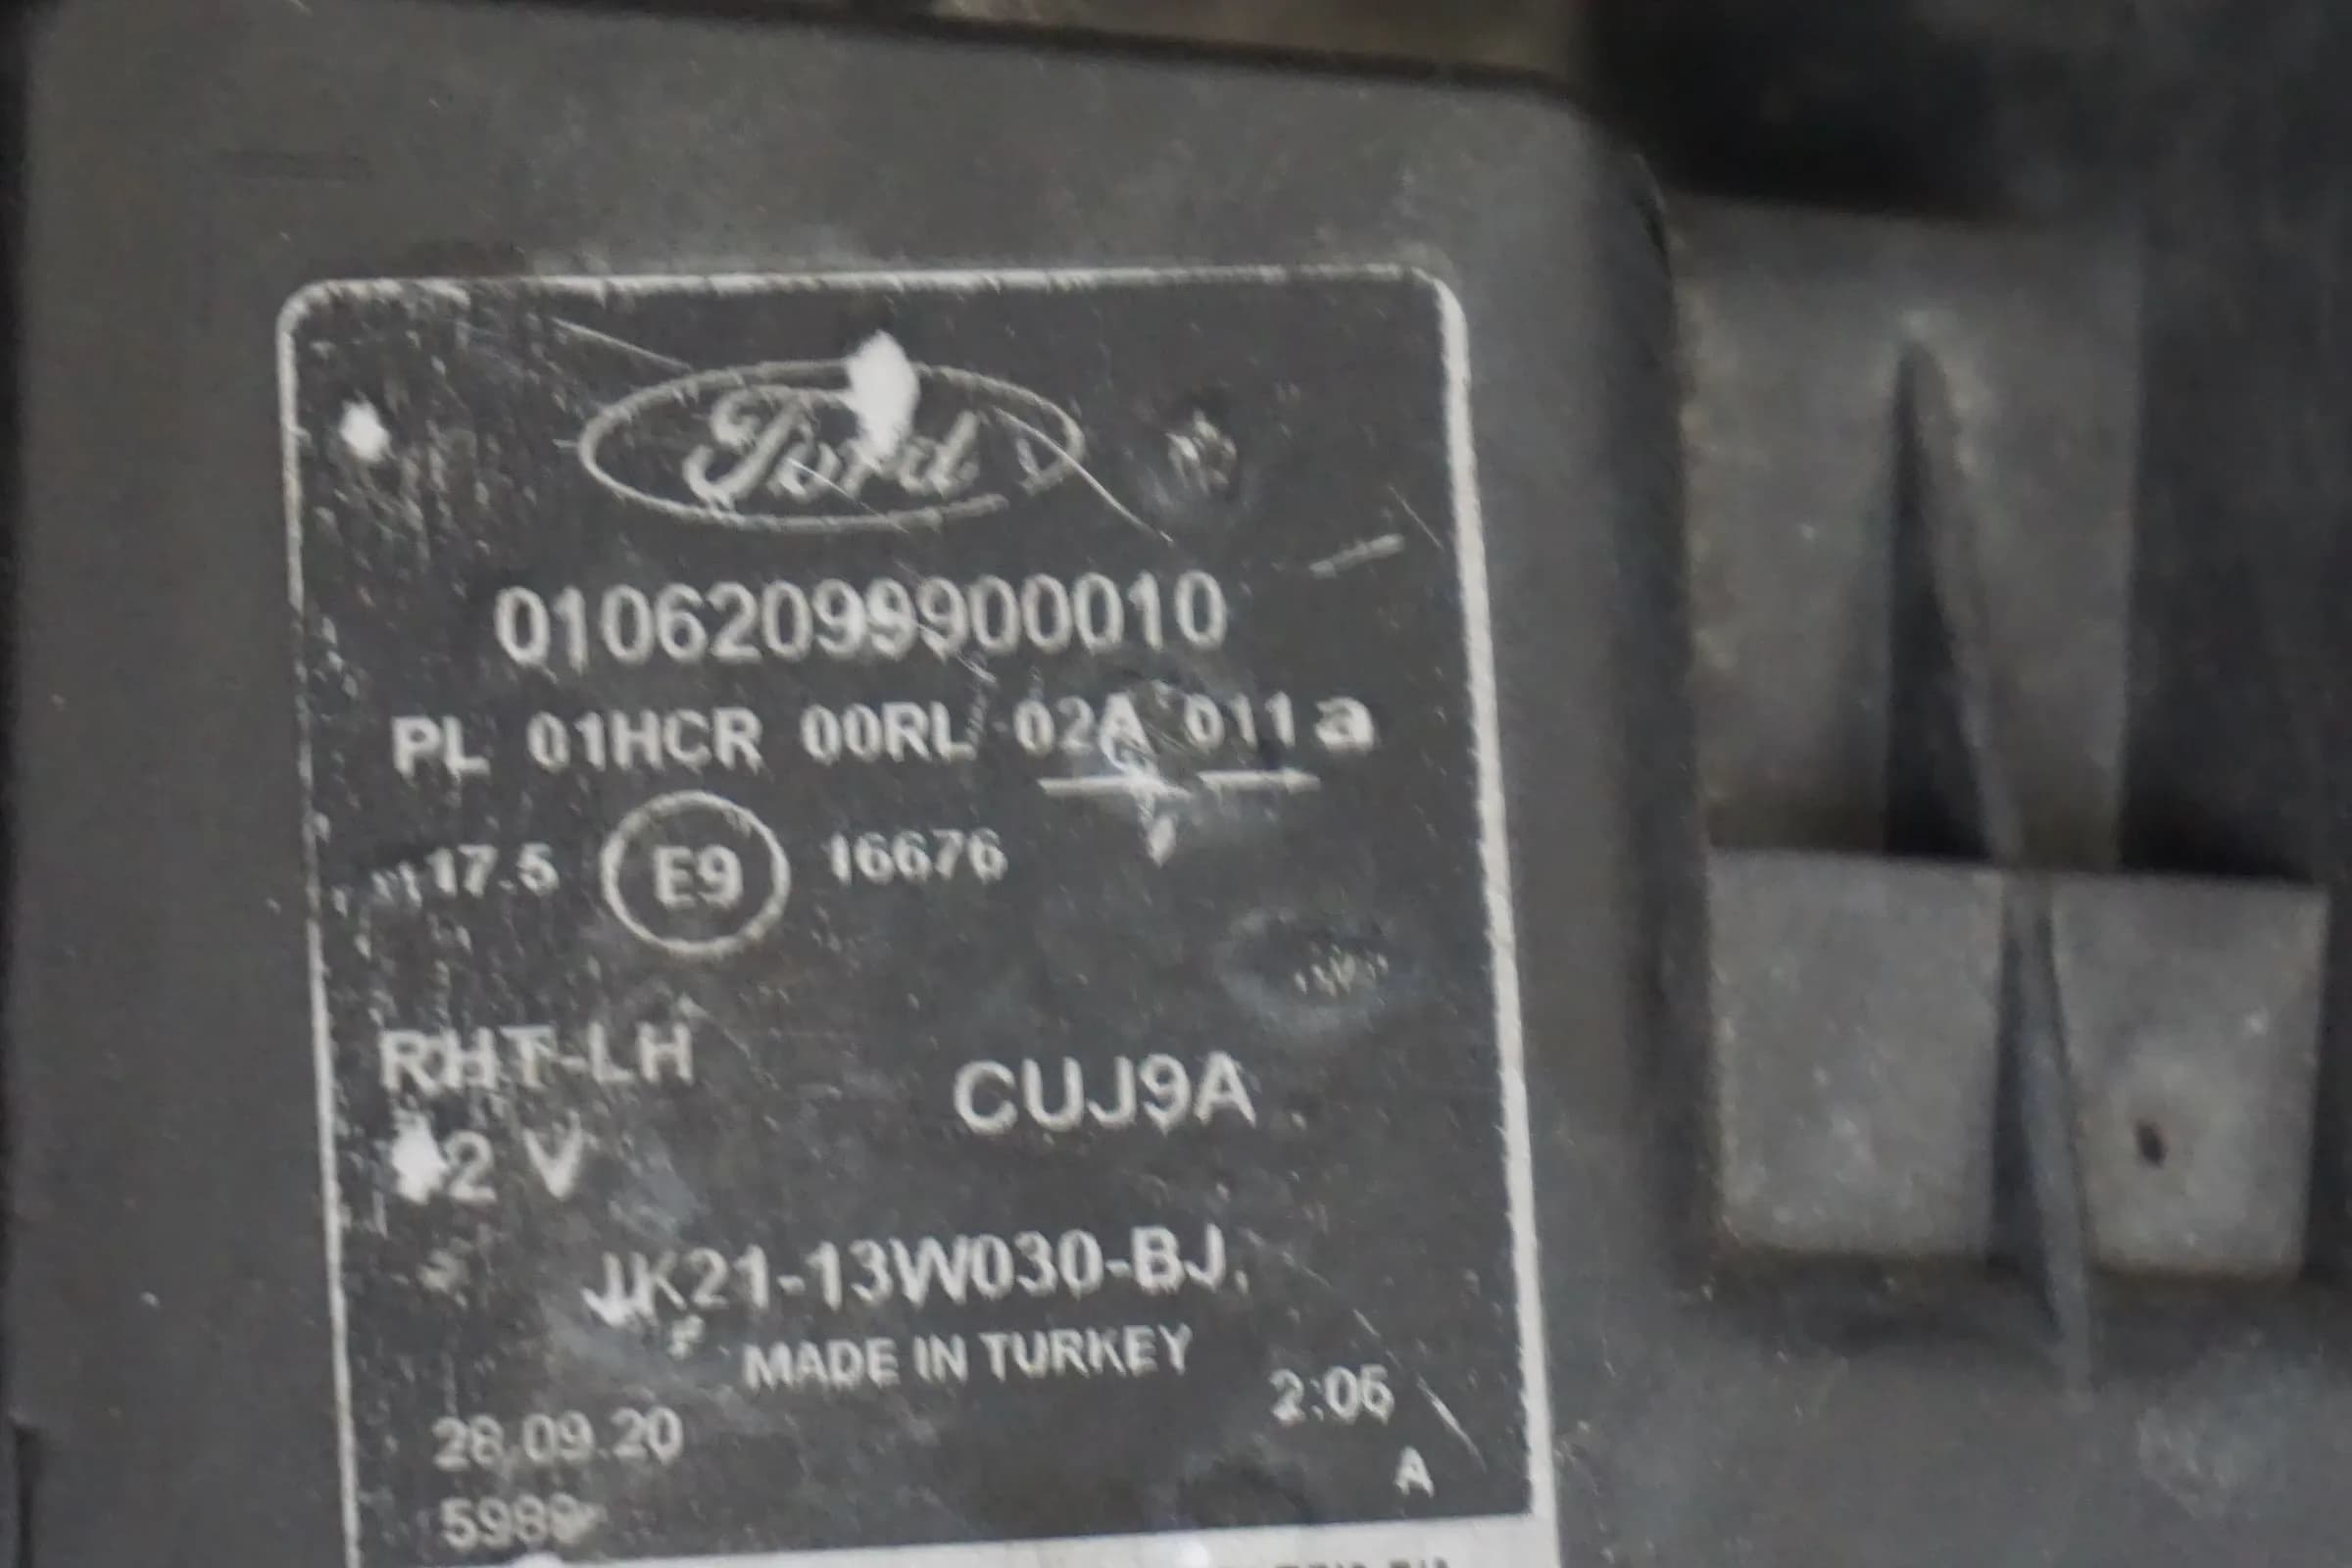 Ford
01062099900010
PL 01HCR 00RL 02A 011 a
17.5 E9 16676
RHT-LH
CUJ9A
2 V
JK21-13W030-BJ
MADE IN TURKEY
2:06
28.09.20
A